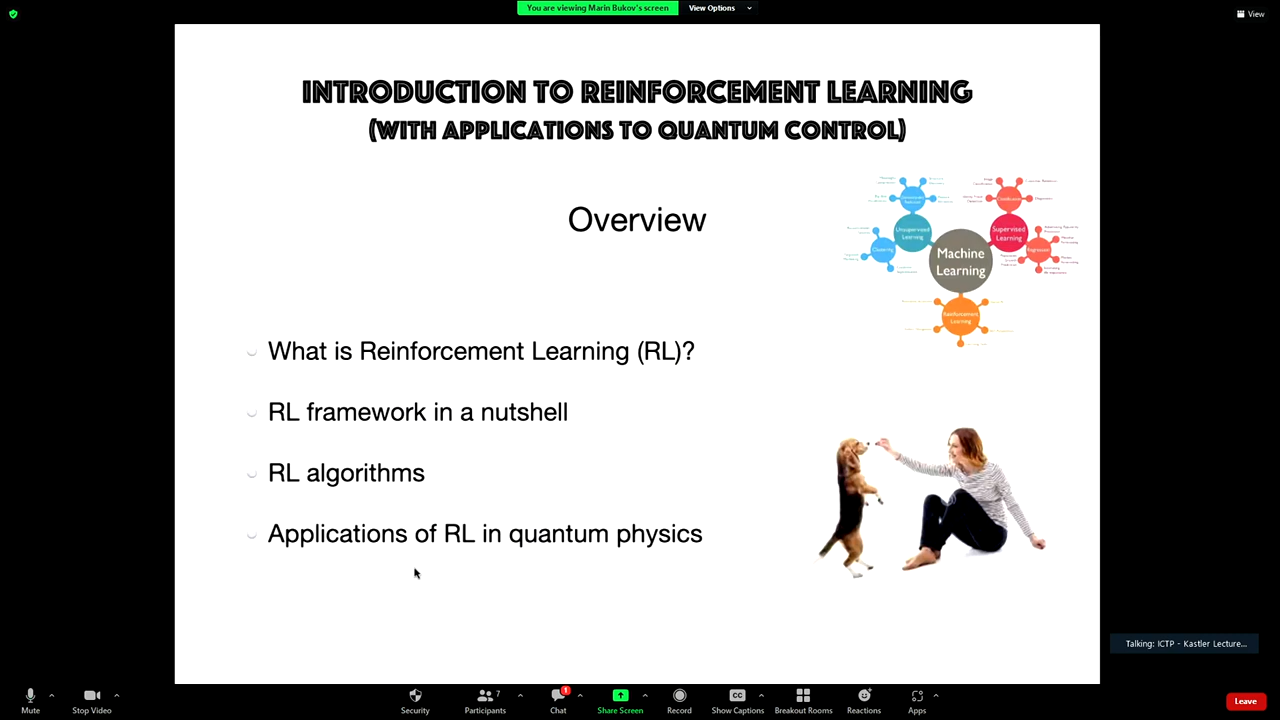 You are viewing Marin Bukov's screen
View Options
View
INTRODUCTION TO REINFORCEMENT LEARNING
(WITH APPLICATIONS TO QUANTUM CONTROL)
Overview
Unsupervised
Learning
Supervised
Learning
Machine
Learning
Reinforcement
Learning
What is Reinforcement Learning (RL)?
RL framework in a nutshell
RL algorithms
Applications of RL in quantum physics
Talking: ICTP - Kastler Lecture...
Mute
Stop Video
Security
Participants
7
Chat
1
Share Screen
Record
CC
Show Captions
Breakout Rooms
Reactions
Apps
Leave